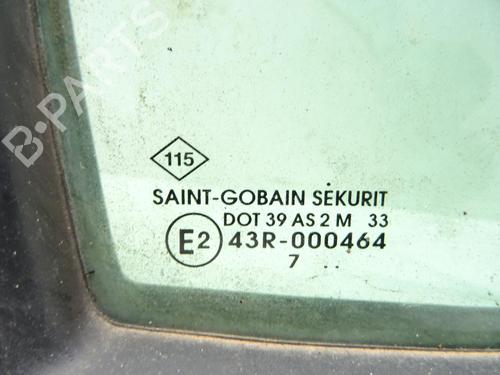 B-PARTS
115
SAINT-GOBAIN SEKURIT
DOT 39 AS 2 M 33
E2 43R-000464
7 ..